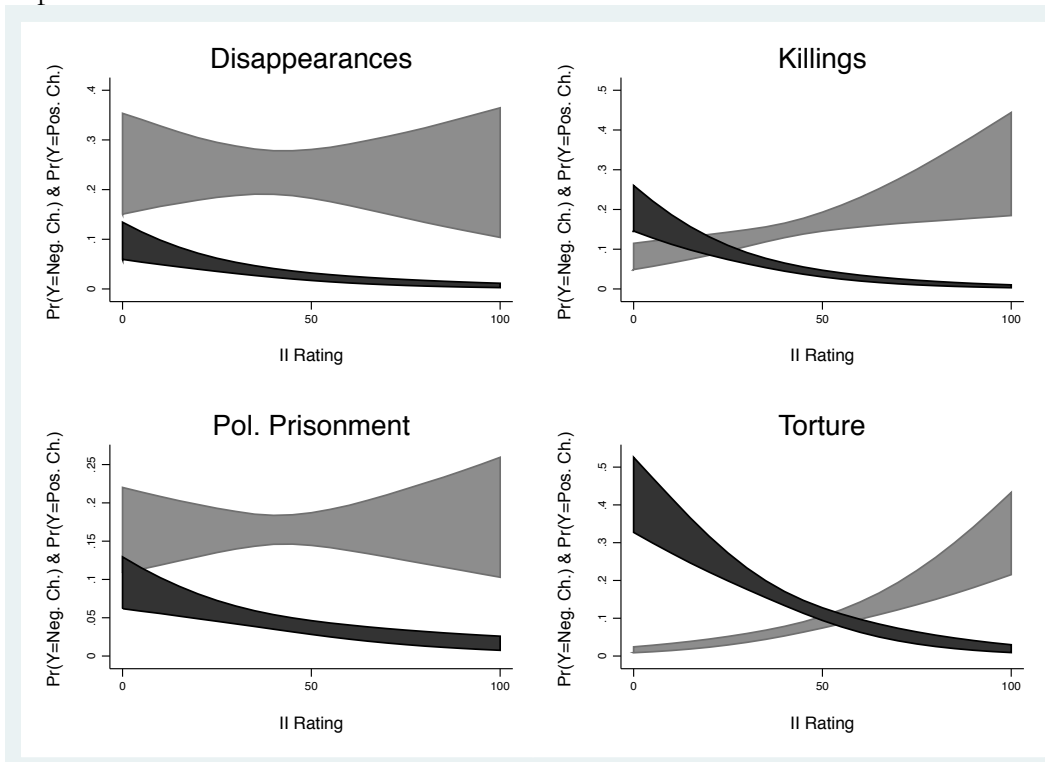 Disappearances
Pr(Y=Neg. Ch.) & Pr(Y=Pos. Ch.)
.4
.3
.2
.1
0
0 50 100
II Rating
Killings
Pr(Y=Neg. Ch.) & Pr(Y=Pos. Ch.)
.5
.4
.3
.2
.1
0
0 50 100
II Rating
Pol. Prisonment
Pr(Y=Neg. Ch.) & Pr(Y=Pos. Ch.)
.25
.2
.15
.1
.05
0
0 50 100
II Rating
Torture
Pr(Y=Neg. Ch.) & Pr(Y=Pos. Ch.)
.5
.4
.3
.2
.1
0
0 50 100
II Rating